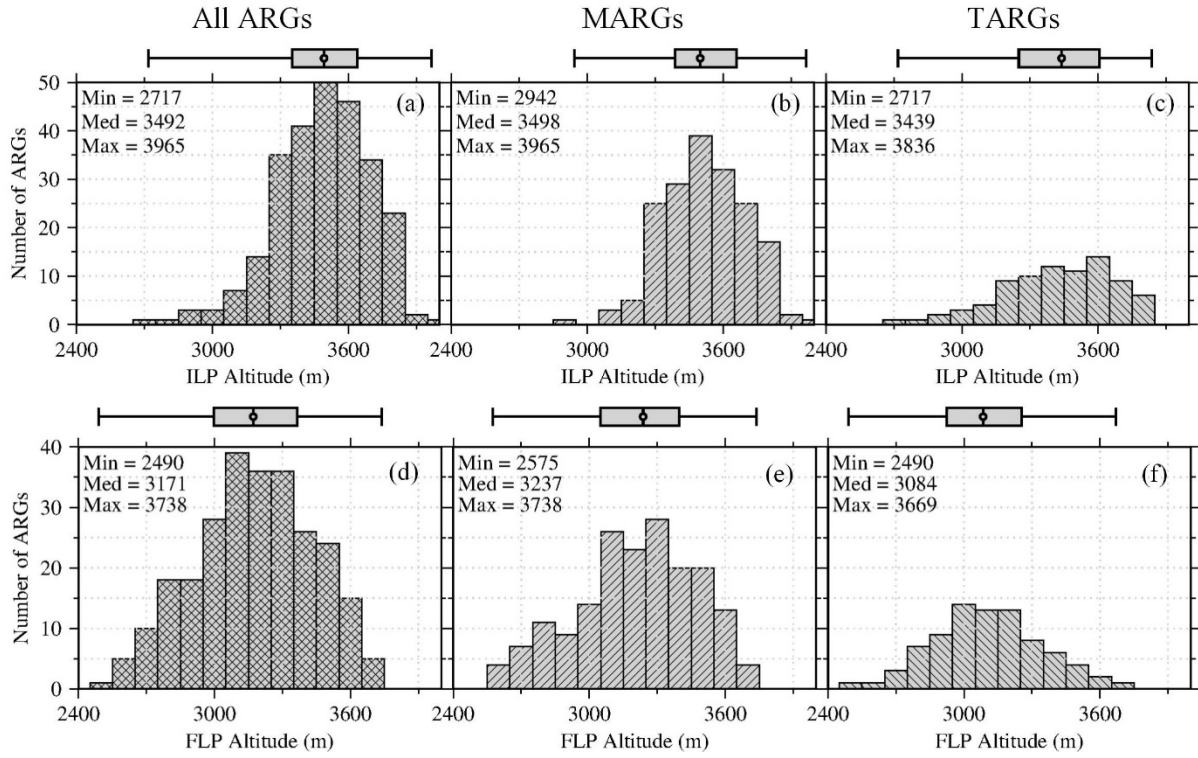 All ARGs
MARGs
TARGs
Number of ARGs
50
40
30
20
10
0
Min = 2717
Med = 3492
Max = 3965
(a)
2400
3000
3600
ILP Altitude (m)
Min = 2942
Med = 3498
Max = 3965
(b)
2400
3000
3600
ILP Altitude (m)
Min = 2717
Med = 3439
Max = 3836
(c)
2400
3000
3600
ILP Altitude (m)
Number of ARGs
40
30
20
10
0
Min = 2490
Med = 3171
Max = 3738
(d)
2400
3000
3600
FLP Altitude (m)
Min = 2575
Med = 3237
Max = 3738
(e)
2400
3000
3600
FLP Altitude (m)
Min = 2490
Med = 3084
Max = 3669
(f)
2400
3000
3600
FLP Altitude (m)